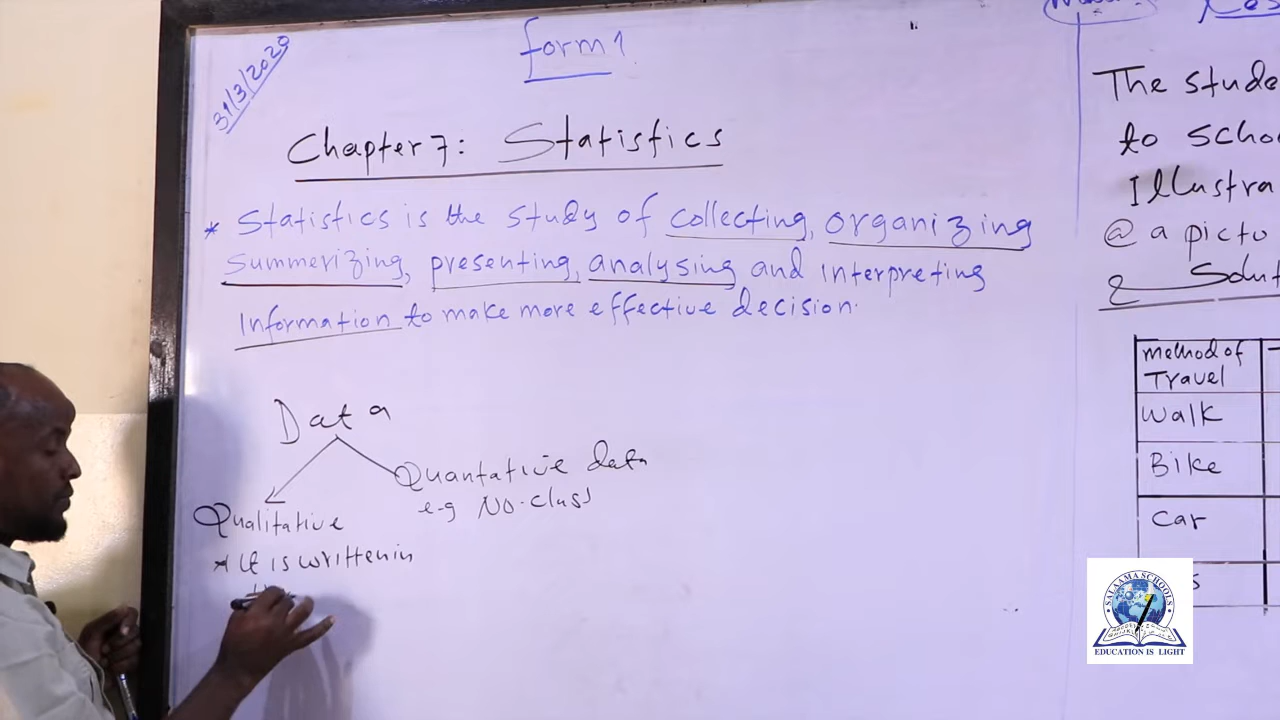 31/3/2020
form 1
Chapter 7: Statistics
* Statistics is the study of collecting, organizing
summerizing, presenting, analysing and interpreting
Information to make more effective decision.
Data
Quantative data
e-g No. class
Qualitative
* It is written in
The stude
to scho
Illustra
@ a picto
Solut
method of
Travel
Walk
Bike
Car
s
SALAAMA SCHOOLS
EDUCATION IS LIGHT